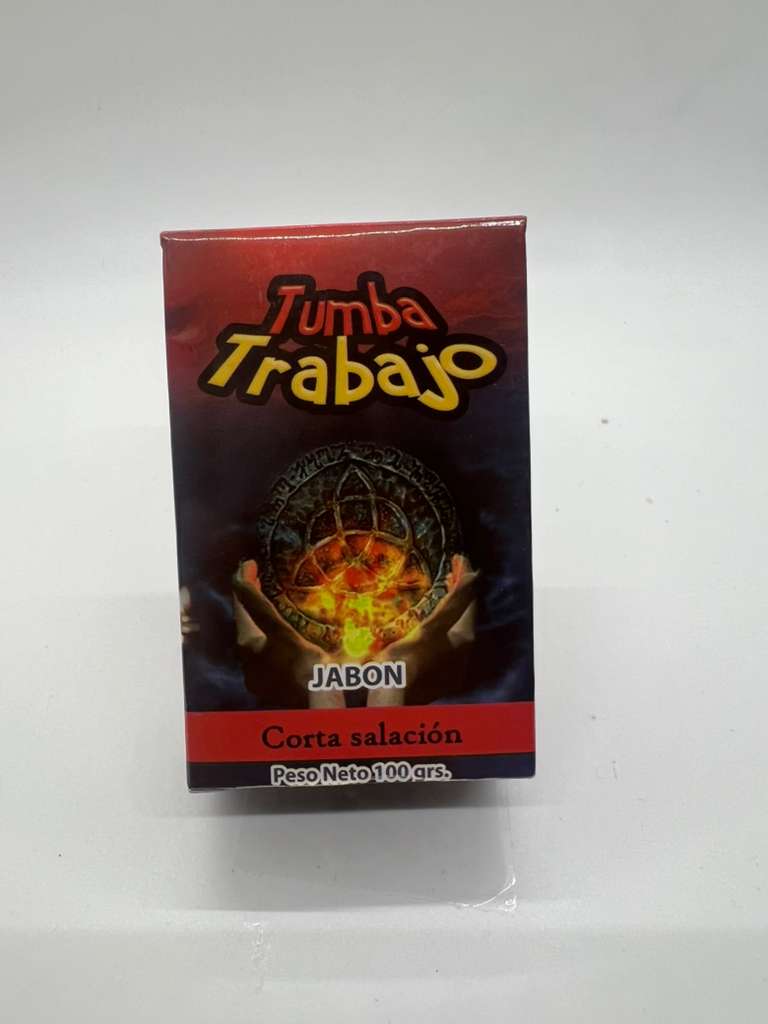 Tumba
Trabajo
JABON
Corta salación
Peso Neto 100 grs.